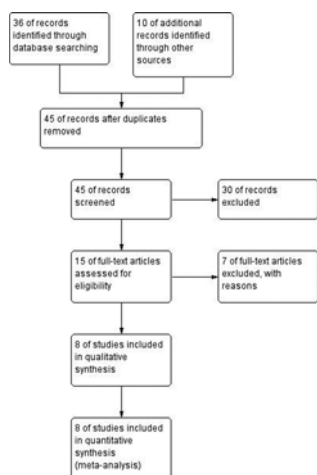 36 of records
identified through
database searching
10 of additional
records identified
through other
sources
45 of records after duplicates
removed
45 of records
screened
30 of records
excluded
15 of full-text articles
assessed for
eligibility
7 of full-text articles
excluded, with
reasons
8 of studies included
in qualitative
synthesis
8 of studies included
in quantitative
synthesis
(meta-analysis)